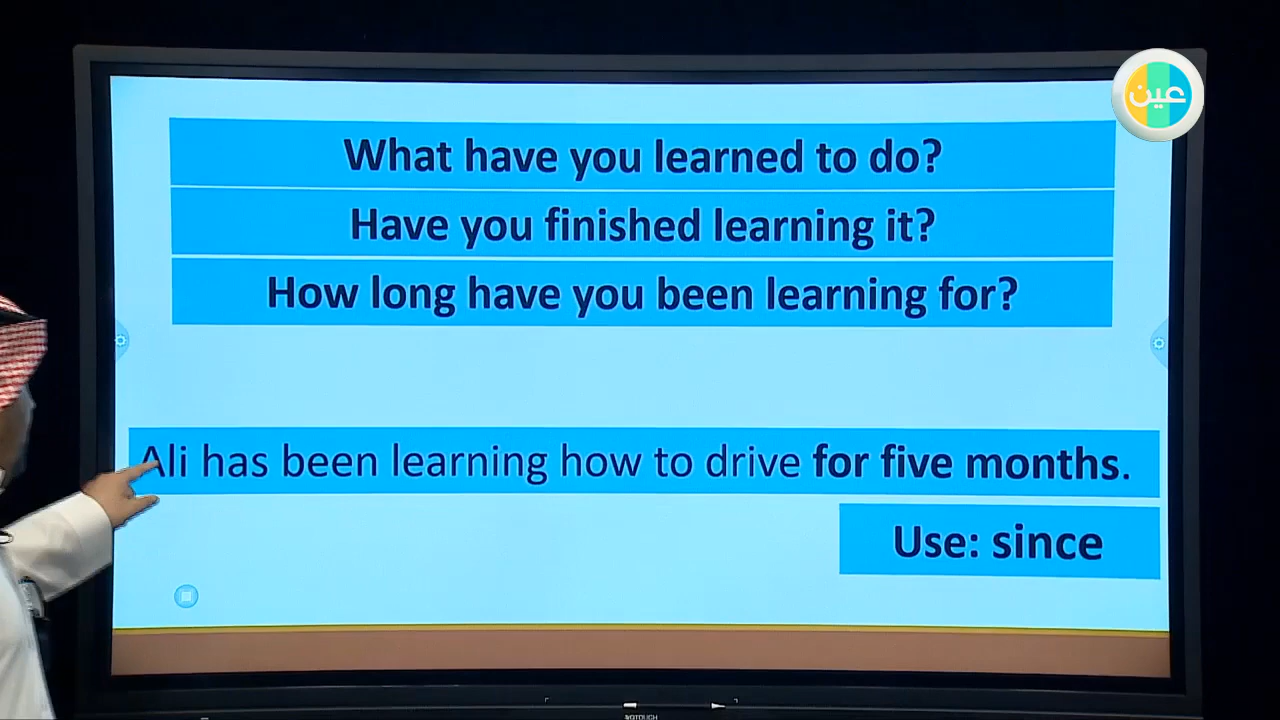 عين
What have you learned to do?
Have you finished learning it?
How long have you been learning for?
Ali has been learning how to drive for five months.
Use: since